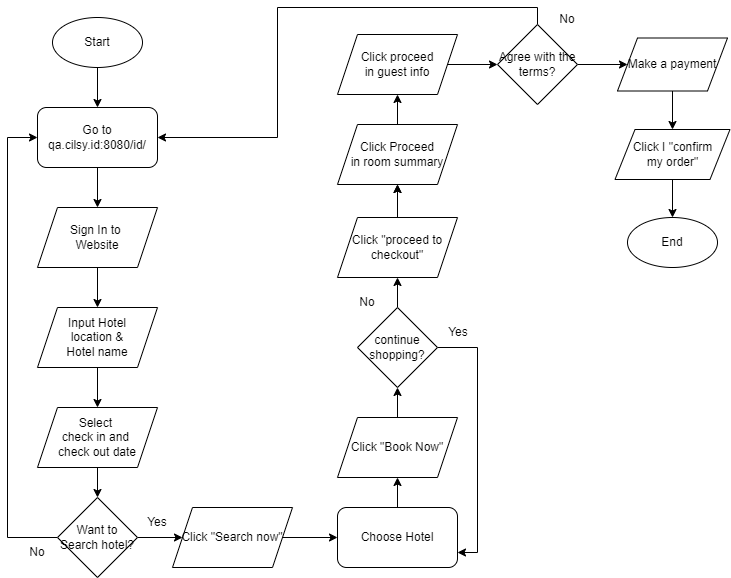 Start
Go to
qa.cilsy.id:8080/id/
Sign In to
Website
Input Hotel
location &
Hotel name
Select
check in and
check out date
Want to
Search hotel?
No
Yes
Click "Search now"
Choose Hotel
Click "Book Now"
continue
shopping?
Yes
No
Click "proceed to
checkout"
Click Proceed
in room summary
Click proceed
in guest info
Agree with the
terms?
No
Make a payment
Click I "confirm
my order"
End